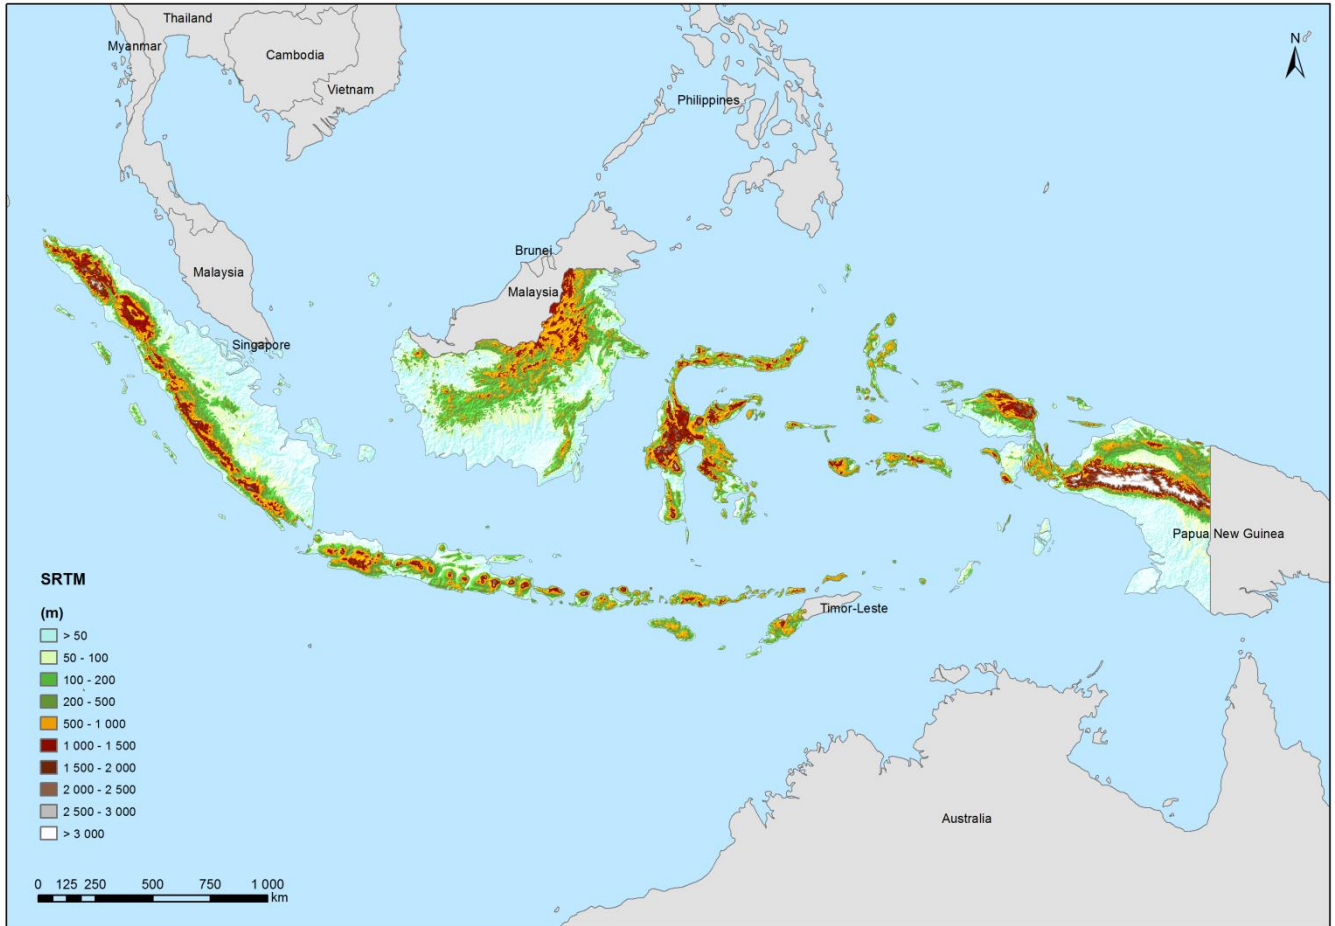 Thailand
Myanmar
Cambodia
Vietnam
Philippines
N
Brunei
Malaysia
Malaysia
Singapore
Papua New Guinea
Timor-Leste
Australia
SRTM
(m)
> 50
50 - 100
100 - 200
200 - 500
500 - 1 000
1 000 - 1 500
1 500 - 2 000
2 000 - 2 500
2 500 - 3 000
> 3 000
0 125 250 500 750 1 000
km